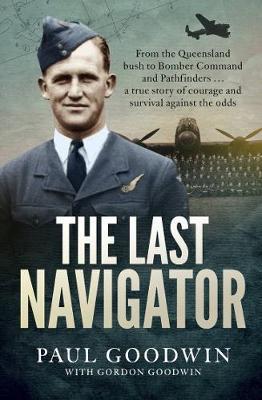 From the Queensland
bush to Bomber Command
and Pathfinders ...
a true story of courage and
survival against the odds
THE LAST
NAVIGATOR
PAUL GOODWIN
WITH GORDON GOODWIN